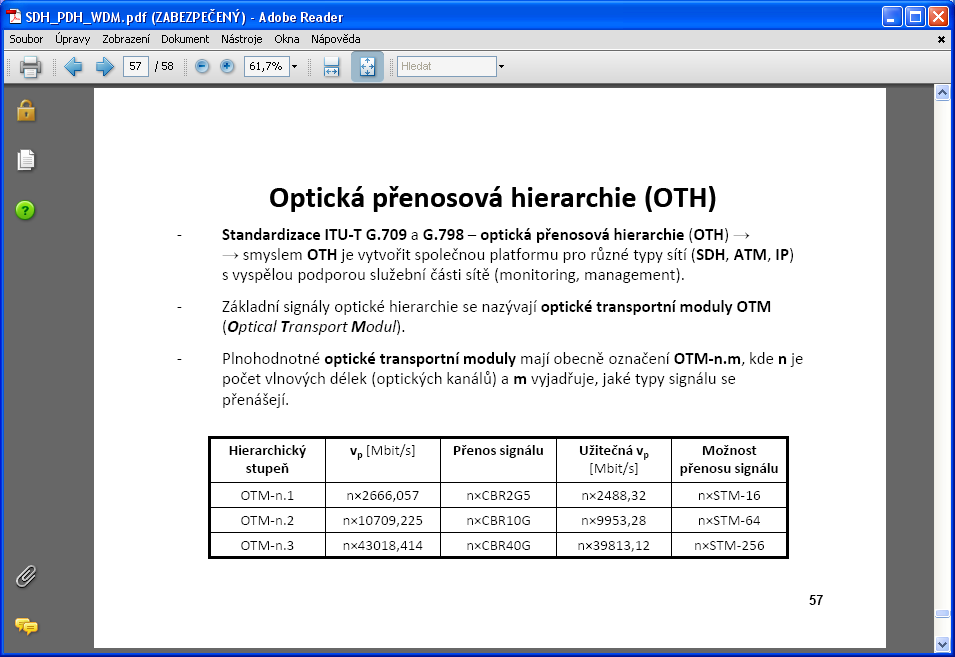 SDH_PDH_WDM.pdf (ZABEZPEČENÝ) - Adobe Reader
Soubor Úpravy Zobrazení Dokument Nástroje Okna Nápověda
57 / 58 61,7% Hledat
Optická přenosová hierarchie (OTH)
- Standardizace ITU-T G.709 a G.798 – optická přenosová hierarchie (OTH) →
→ smyslem OTH je vytvořit společnou platformu pro různé typy sítí (SDH, ATM, IP)
s vyspělou podporou služební části sítě (monitoring, management).
- Základní signály optické hierarchie se nazývají optické transportní moduly OTM
(Optical Transport Modul).
- Plnohodnotné optické transportní moduly mají obecně označení OTM-n.m, kde n je
počet vlnových délek (optických kanálů) a m vyjadřuje, jaké typy signálu se
přenášejí.
Hierarchický stupeň vp [Mbit/s] Přenos signálu Užitečná vp [Mbit/s] Možnost přenosu signálu
OTM-n.1 n×2666,057 n×CBR2G5 n×2488,32 n×STM-16
OTM-n.2 n×10709,225 n×CBR10G n×9953,28 n×STM-64
OTM-n.3 n×43018,414 n×CBR40G n×39813,12 n×STM-256
57